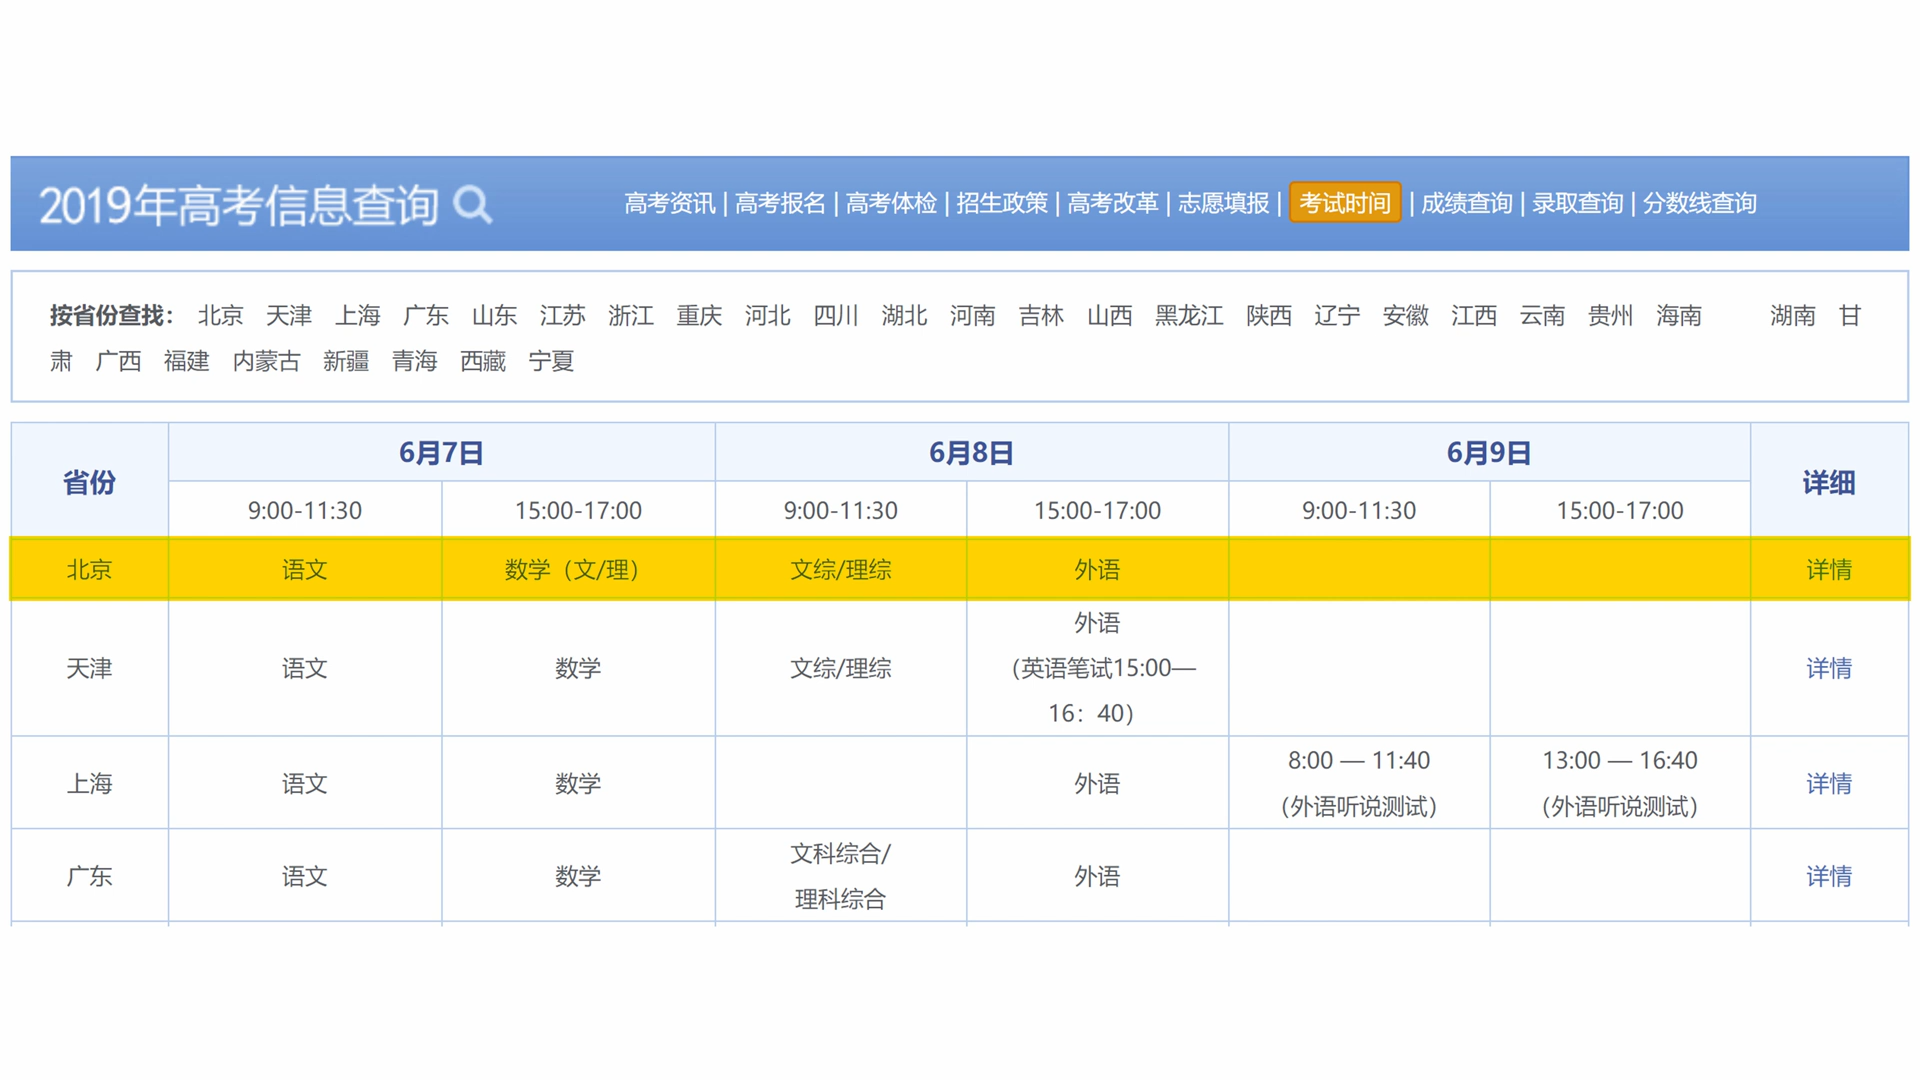 2019年高考信息查询
高考资讯 | 高考报名 | 高考体检 | 招生政策 | 高考改革 | 志愿填报 | 考试时间 | 成绩查询 | 录取查询 | 分数线查询
按省份查找： 北京 天津 上海 广东 山东 江苏 浙江 重庆 河北 四川 湖北 河南 吉林 山西 黑龙江 陕西 辽宁 安徽 江西 云南 贵州 海南 湖南 甘
肃 广西 福建 内蒙古 新疆 青海 西藏 宁夏
省份 6月7日 6月8日 6月9日 详细
9:00-11:30 15:00-17:00 9:00-11:30 15:00-17:00 9:00-11:30 15:00-17:00
北京 语文 数学（文/理） 文综/理综 外语 详情
外语
天津 语文 数学 文综/理综 （英语笔试15:00— 详情
16：40）
8:00 — 11:40 13:00 — 16:40
上海 语文 数学 外语 详情
（外语听说测试） （外语听说测试）
文科综合/
广东 语文 数学 外语 详情
理科综合